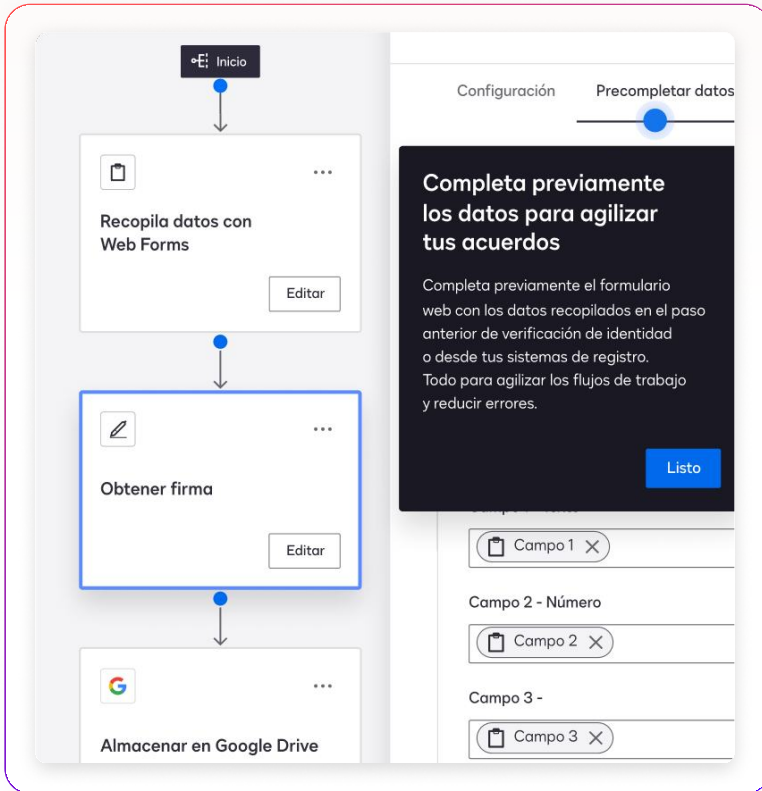 Inicio
Configuración
Precompletar datos
Recopila datos con
Web Forms
Editar
Completa previamente
los datos para agilizar
tus acuerdos
Completa previamente el formulario
web con los datos recopilados en el paso
anterior de verificación de identidad
o desde tus sistemas de registro.
Todo para agilizar los flujos de trabajo
y reducir errores.
Listo
Obtener firma
Editar
Campo 1
Campo 2 - Número
Campo 2
Campo 3 -
Campo 3
Almacenar en Google Drive